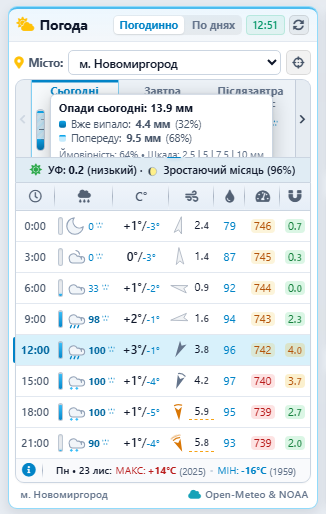 Погода Погодинно По днях 12:51
Місто: м. Новомиргород
Сьогодні Завтра Післязавтра
Опади сьогодні: 13.9 мм
Вже випало: 4.4 мм (32%)
Попереду: 9.5 мм (68%)
Ймовірність: 64% • Шкала: 2.5 | 5 | 7.5 | 10 мм
УФ: 0.2 (низький) · Зростаючий місяць (96%)
C°
0:00 0 +1°/-3° 2.4 79 746 0.7
3:00 0 0°/-3° 1.4 87 745 0.3
6:00 33 +1°/-2° 0.9 92 744 0.0
9:00 98 +2°/-1° 1.6 94 743 2.3
12:00 100 +3°/-1° 3.8 96 742 4.0
15:00 100 +1°/-4° 4.2 97 740 3.7
18:00 100 +1°/-5° 5.9 95 739 2.7
21:00 90 +1°/-4° 5.8 93 739 2.0
Пн • 23 лис: МАКС: +14°C (2025) · МІН: -16°C (1959)
м. Новомиргород Open-Meteo & NOAA